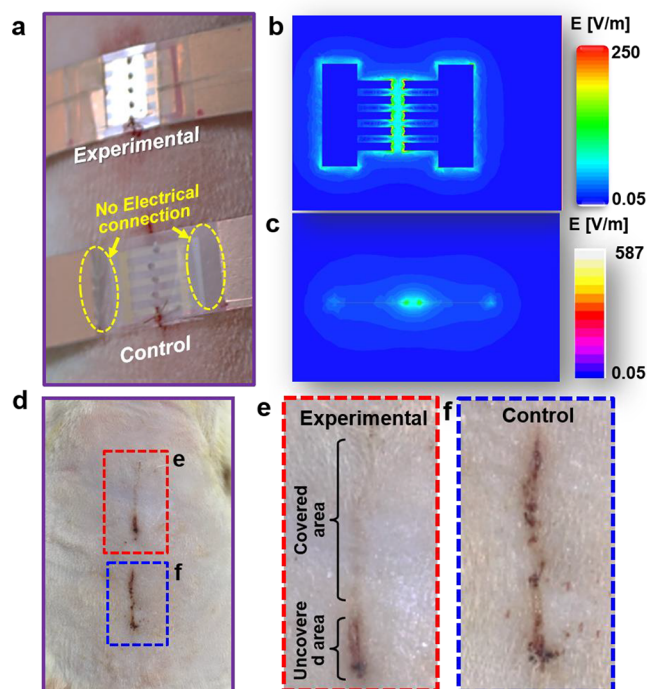 a
Experimental
No Electrical
connection
Control
b
E [V/m]
250
0.05
c
E [V/m]
587
0.05
d
e
f
e
Experimental
Covered
area
Uncovere
d area
f
Control